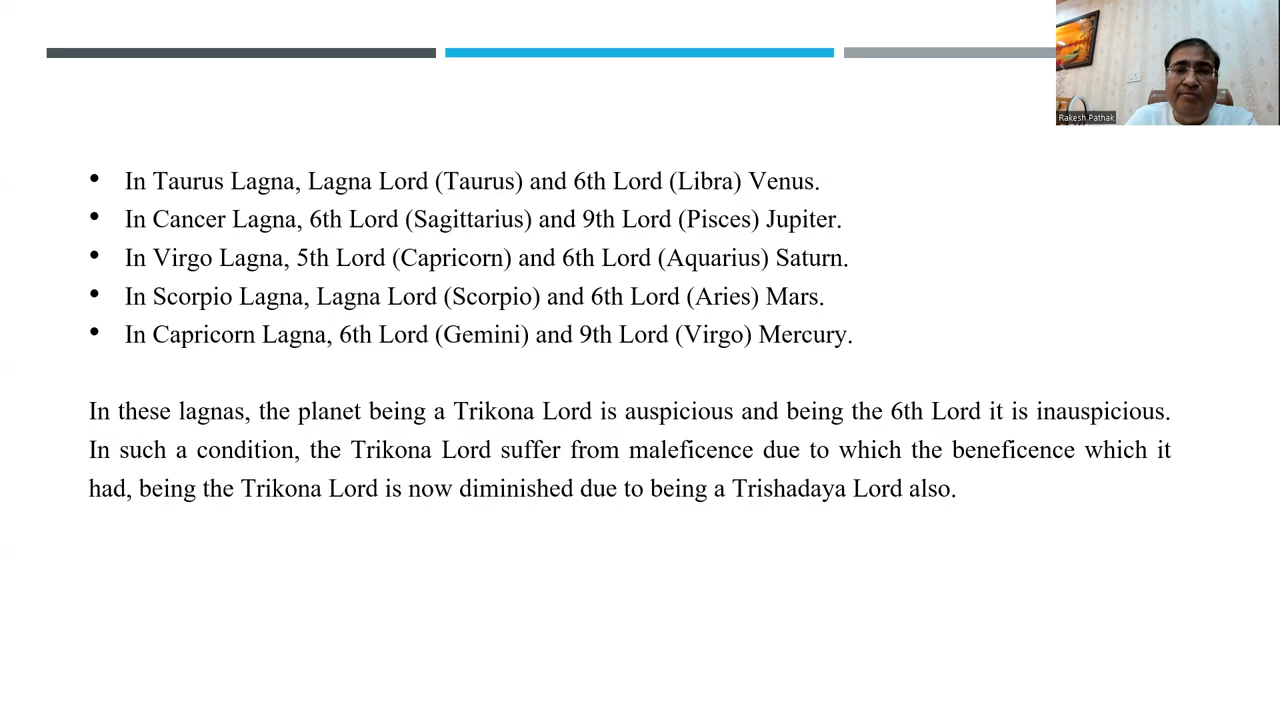 Rakesh Pathak
• In Taurus Lagna, Lagna Lord (Taurus) and 6th Lord (Libra) Venus.
• In Cancer Lagna, 6th Lord (Sagittarius) and 9th Lord (Pisces) Jupiter.
• In Virgo Lagna, 5th Lord (Capricorn) and 6th Lord (Aquarius) Saturn.
• In Scorpio Lagna, Lagna Lord (Scorpio) and 6th Lord (Aries) Mars.
• In Capricorn Lagna, 6th Lord (Gemini) and 9th Lord (Virgo) Mercury.
In these lagnas, the planet being a Trikona Lord is auspicious and being the 6th Lord it is inauspicious.
In such a condition, the Trikona Lord suffer from maleficence due to which the beneficence which it
had, being the Trikona Lord is now diminished due to being a Trishadaya Lord also.